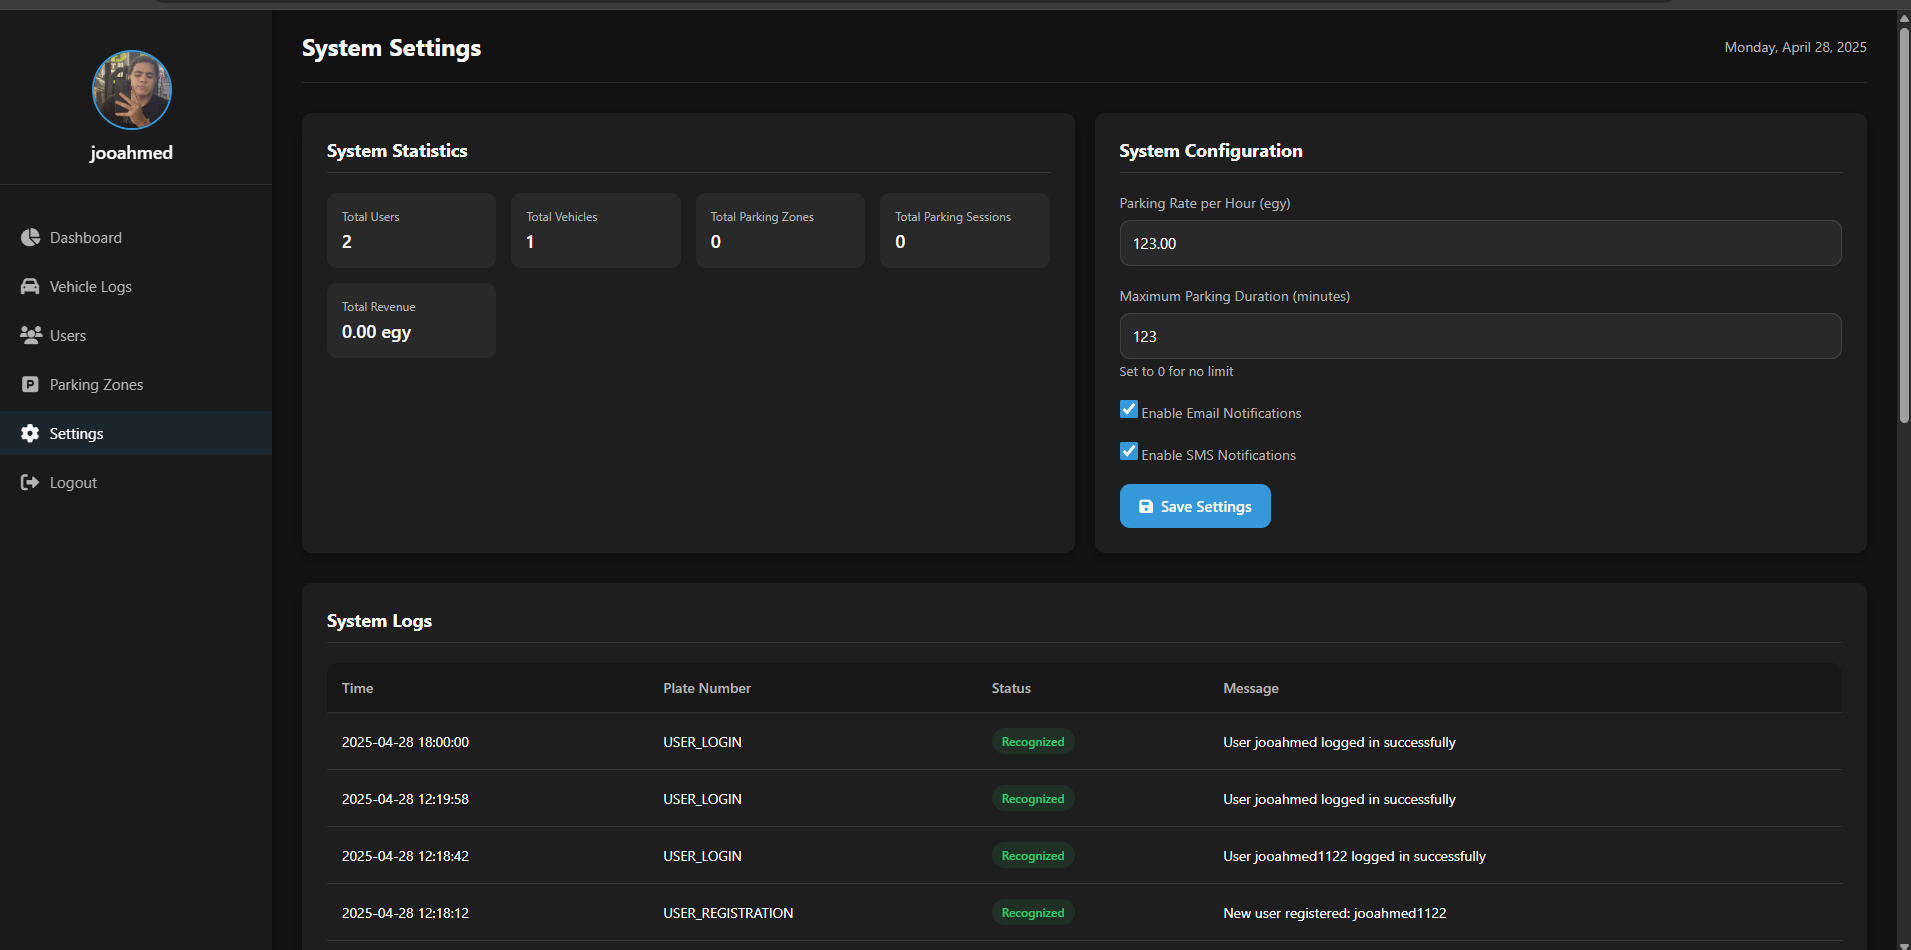 jooahmed
Dashboard
Vehicle Logs
Users
Parking Zones
Settings
Logout
System Settings
Monday, April 28, 2025
System Statistics
Total Users
2
Total Vehicles
1
Total Parking Zones
0
Total Parking Sessions
0
Total Revenue
0.00 egy
System Configuration
Parking Rate per Hour (egy)
123.00
Maximum Parking Duration (minutes)
123
Set to 0 for no limit
Enable Email Notifications
Enable SMS Notifications
Save Settings
System Logs
Time Plate Number Status Message
2025-04-28 18:00:00 USER_LOGIN Recognized User jooahmed logged in successfully
2025-04-28 12:19:58 USER_LOGIN Recognized User jooahmed logged in successfully
2025-04-28 12:18:42 USER_LOGIN Recognized User jooahmed1122 logged in successfully
2025-04-28 12:18:12 USER_REGISTRATION Recognized New user registered: jooahmed1122